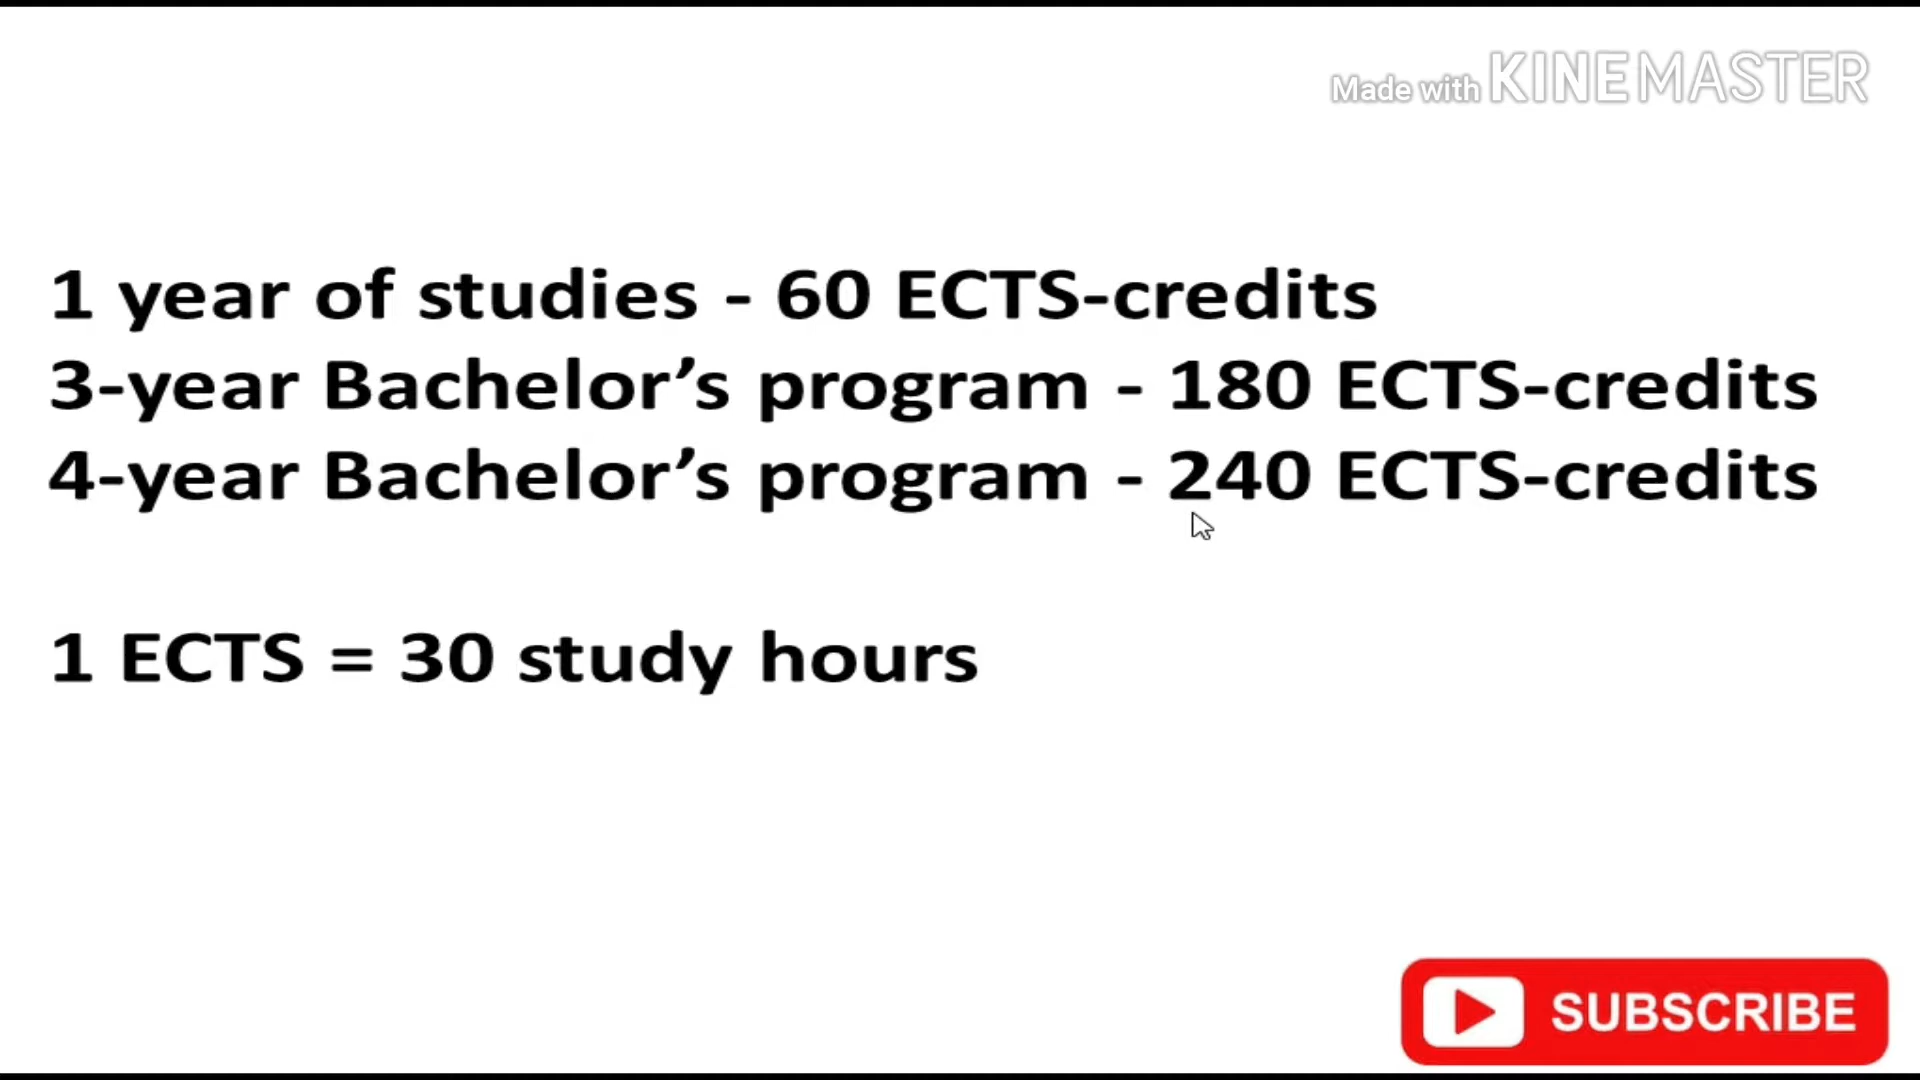 Made with KINEMASTER
1 year of studies - 60 ECTS-credits
3-year Bachelor’s program - 180 ECTS-credits
4-year Bachelor’s program - 240 ECTS-credits
1 ECTS = 30 study hours
SUBSCRIBE